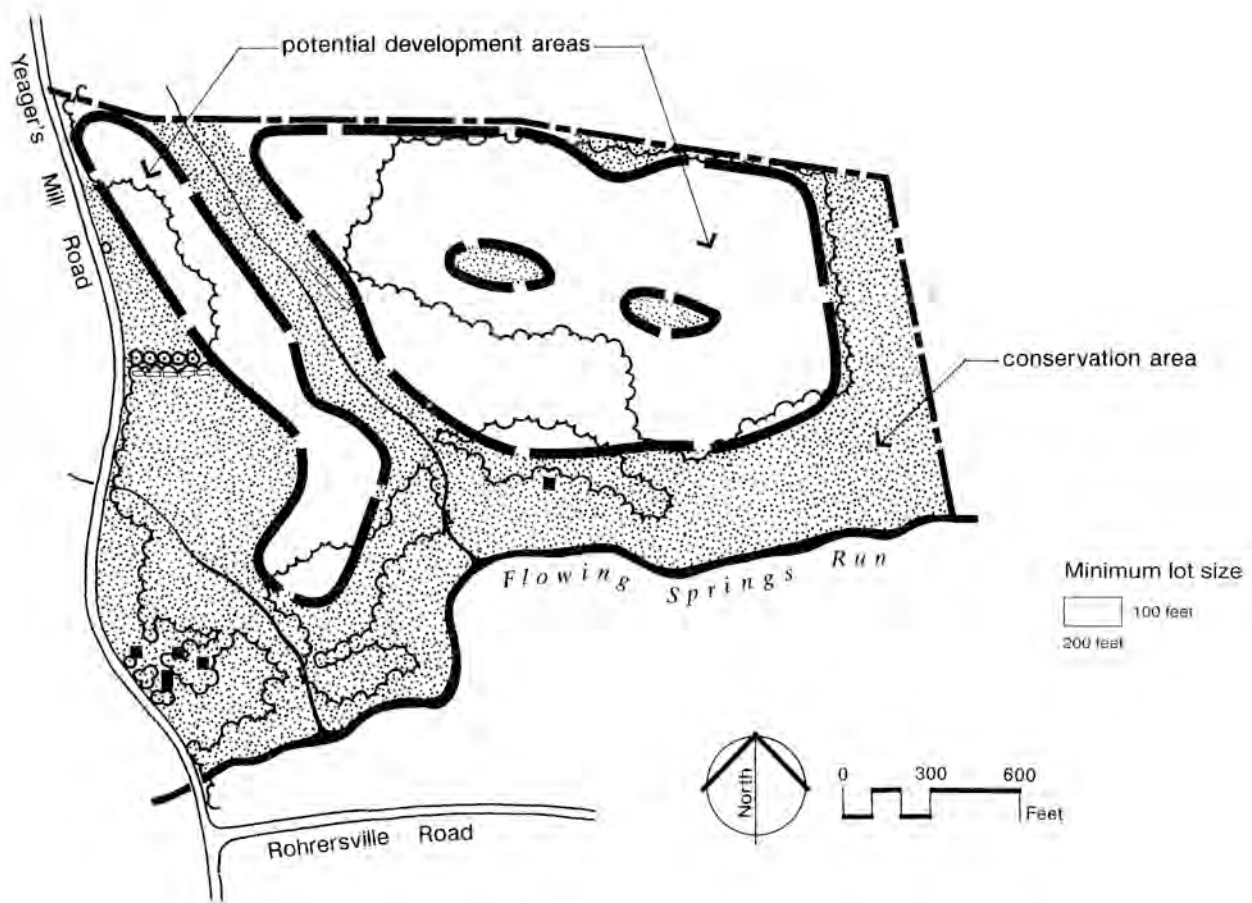 potential development areas
Yeager's Mill Road
conservation area
Flowing Springs Run
Minimum lot size
100 feet
200 feet
North
0 300 600
Feet
Rohrersville Road